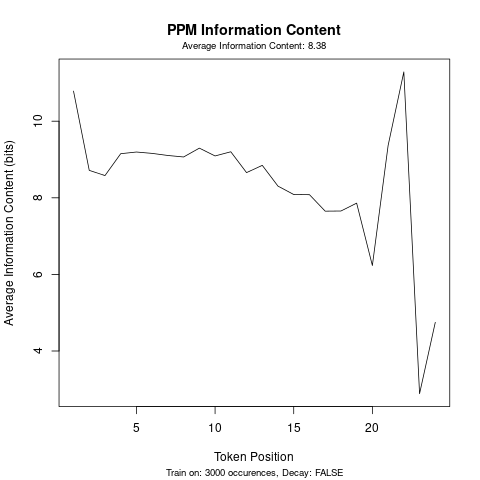 PPM Information Content
Average Information Content: 8.38
Average Information Content (bits)
10
8
6
4
5
10
15
20
Token Position
Train on: 3000 occurences, Decay: FALSE